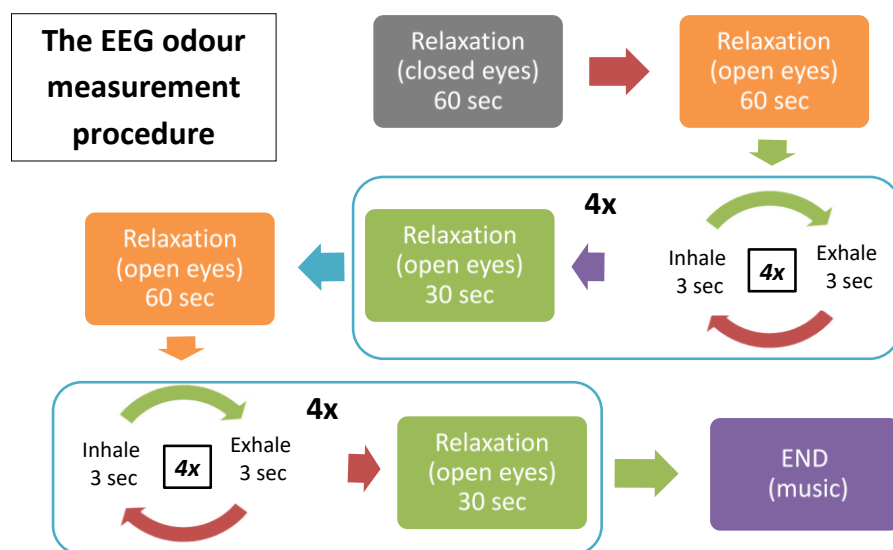 The EEG odour
measurement
procedure
Relaxation
(closed eyes)
60 sec
Relaxation
(open eyes)
60 sec
4x
Inhale
3 sec
4x
Exhale
3 sec
Relaxation
(open eyes)
30 sec
Relaxation
(open eyes)
60 sec
4x
Inhale
3 sec
4x
Exhale
3 sec
Relaxation
(open eyes)
30 sec
END
(music)